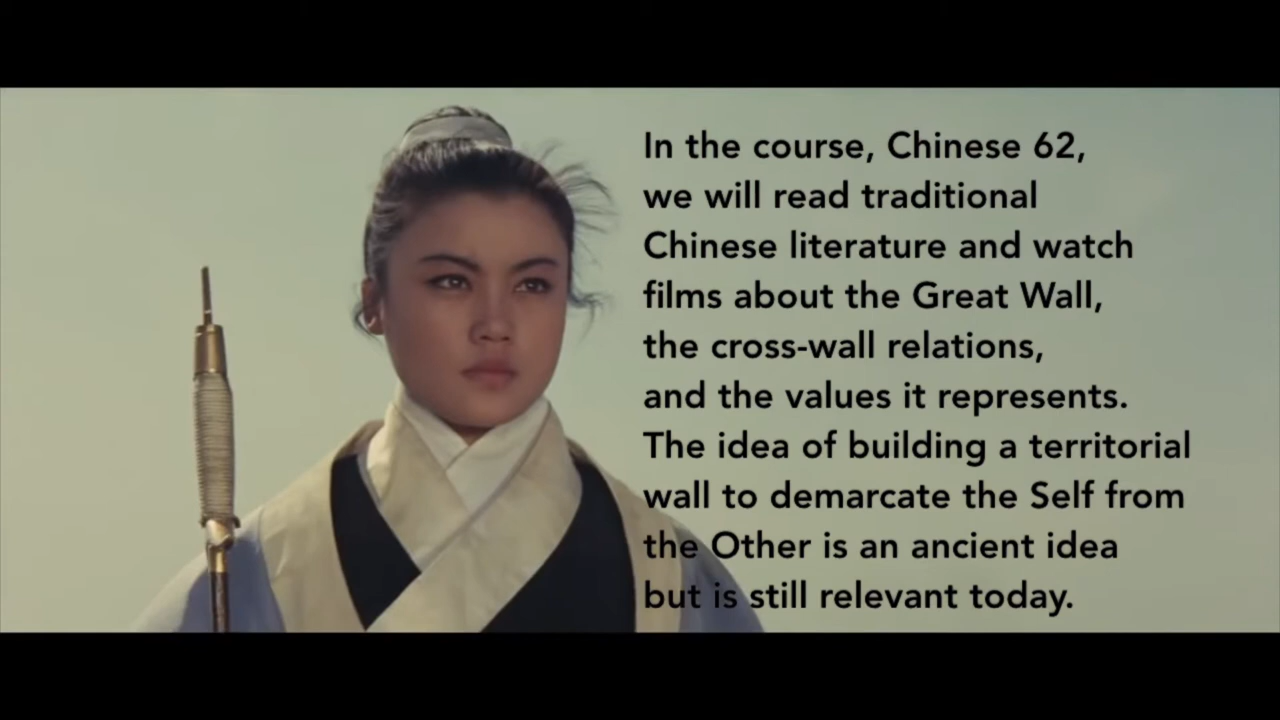 In the course, Chinese 62,
we will read traditional
Chinese literature and watch
films about the Great Wall,
the cross-wall relations,
and the values it represents.
The idea of building a territorial
wall to demarcate the Self from
the Other is an ancient idea
but is still relevant today.